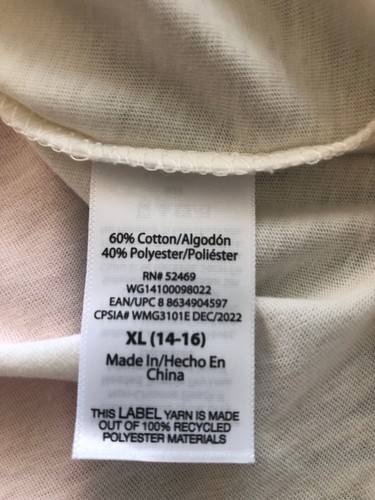 60% Cotton/Algodón
40% Polyester/Poliéster
RN# 52469
WG14100098022
EAN/UPC 8 8634904597
CPSIA# WMG3101E DEC/2022
XL (14-16)
Made In/Hecho En
China
THIS LABEL YARN IS MADE
OUT OF 100% RECYCLED
POLYESTER MATERIALS